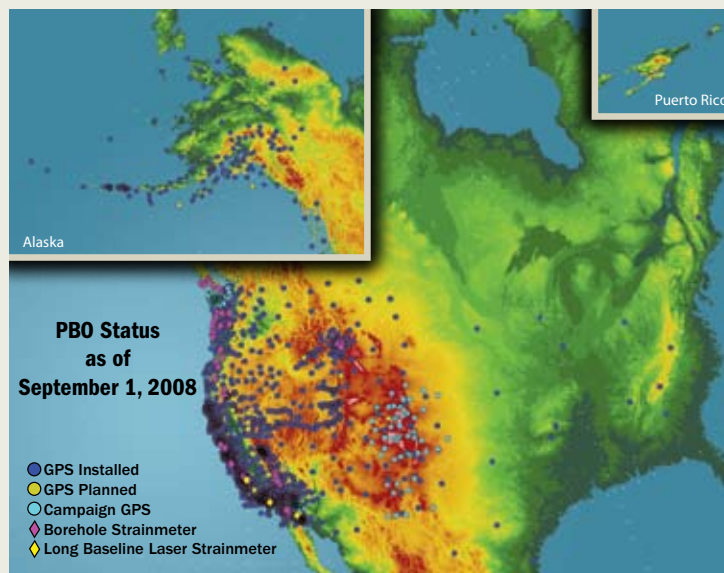 Alaska
Puerto Rico
PBO Status
as of
September 1, 2008
GPS Installed
GPS Planned
Campaign GPS
Borehole Strainmeter
Long Baseline Laser Strainmeter